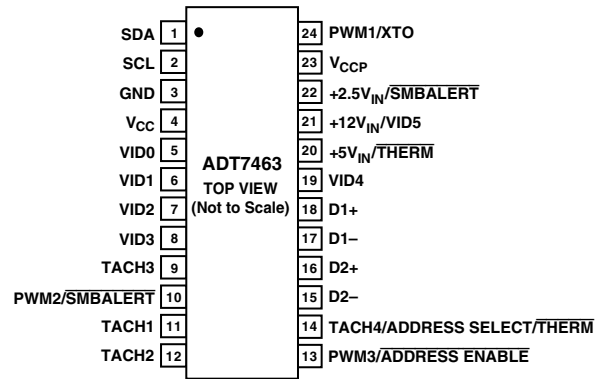 SDA 1
SCL 2
GND 3
VCC 4
VID0 5
VID1 6
VID2 7
VID3 8
TACH3 9
PWM2/SMBALERT 10
TACH1 11
TACH2 12
ADT7463
TOP VIEW
(Not to Scale)
24 PWM1/XTO
23 VCCP
22 +2.5VIN/SMBALERT
21 +12VIN/VID5
20 +5VIN/THERM
19 VID4
18 D1+
17 D1–
16 D2+
15 D2–
14 TACH4/ADDRESS SELECT/THERM
13 PWM3/ADDRESS ENABLE